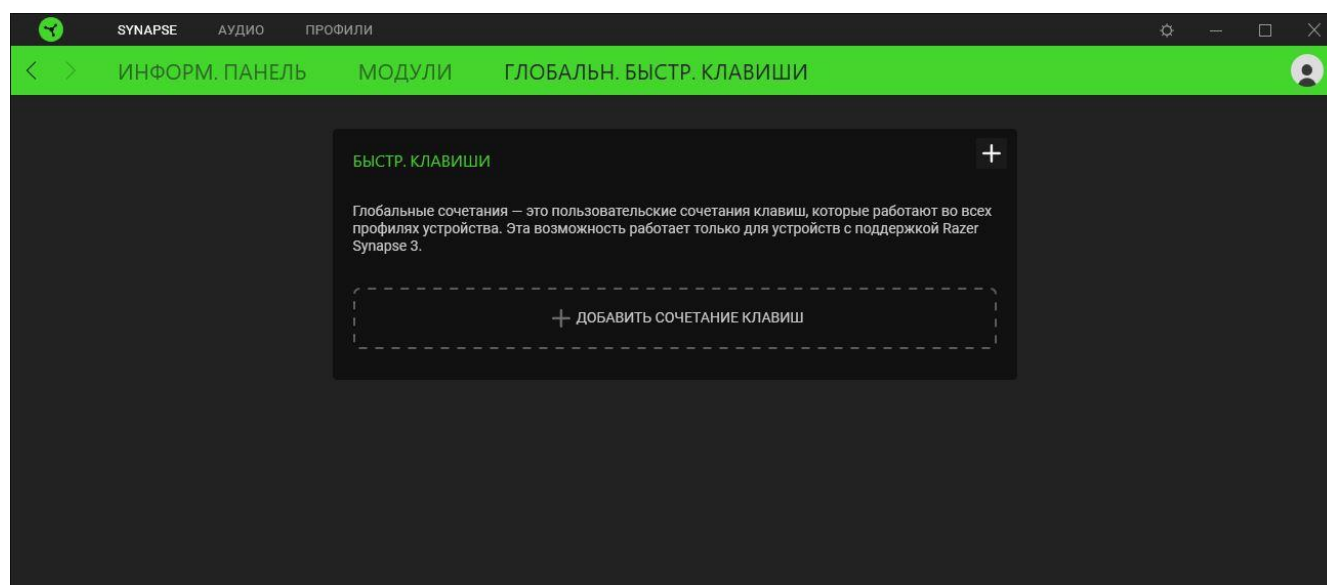 SYNAPSE АУДИО ПРОФИЛИ
ИНФОРМ. ПАНЕЛЬ МОДУЛИ ГЛОБАЛЬН. БЫСТР. КЛАВИШИ
БЫСТР. КЛАВИШИ
Глобальные сочетания — это пользовательские сочетания клавиш, которые работают во всех
профилях устройства. Эта возможность работает только для устройств с поддержкой Razer
Synapse 3.
ДОБАВИТЬ СОЧЕТАНИЕ КЛАВИШ